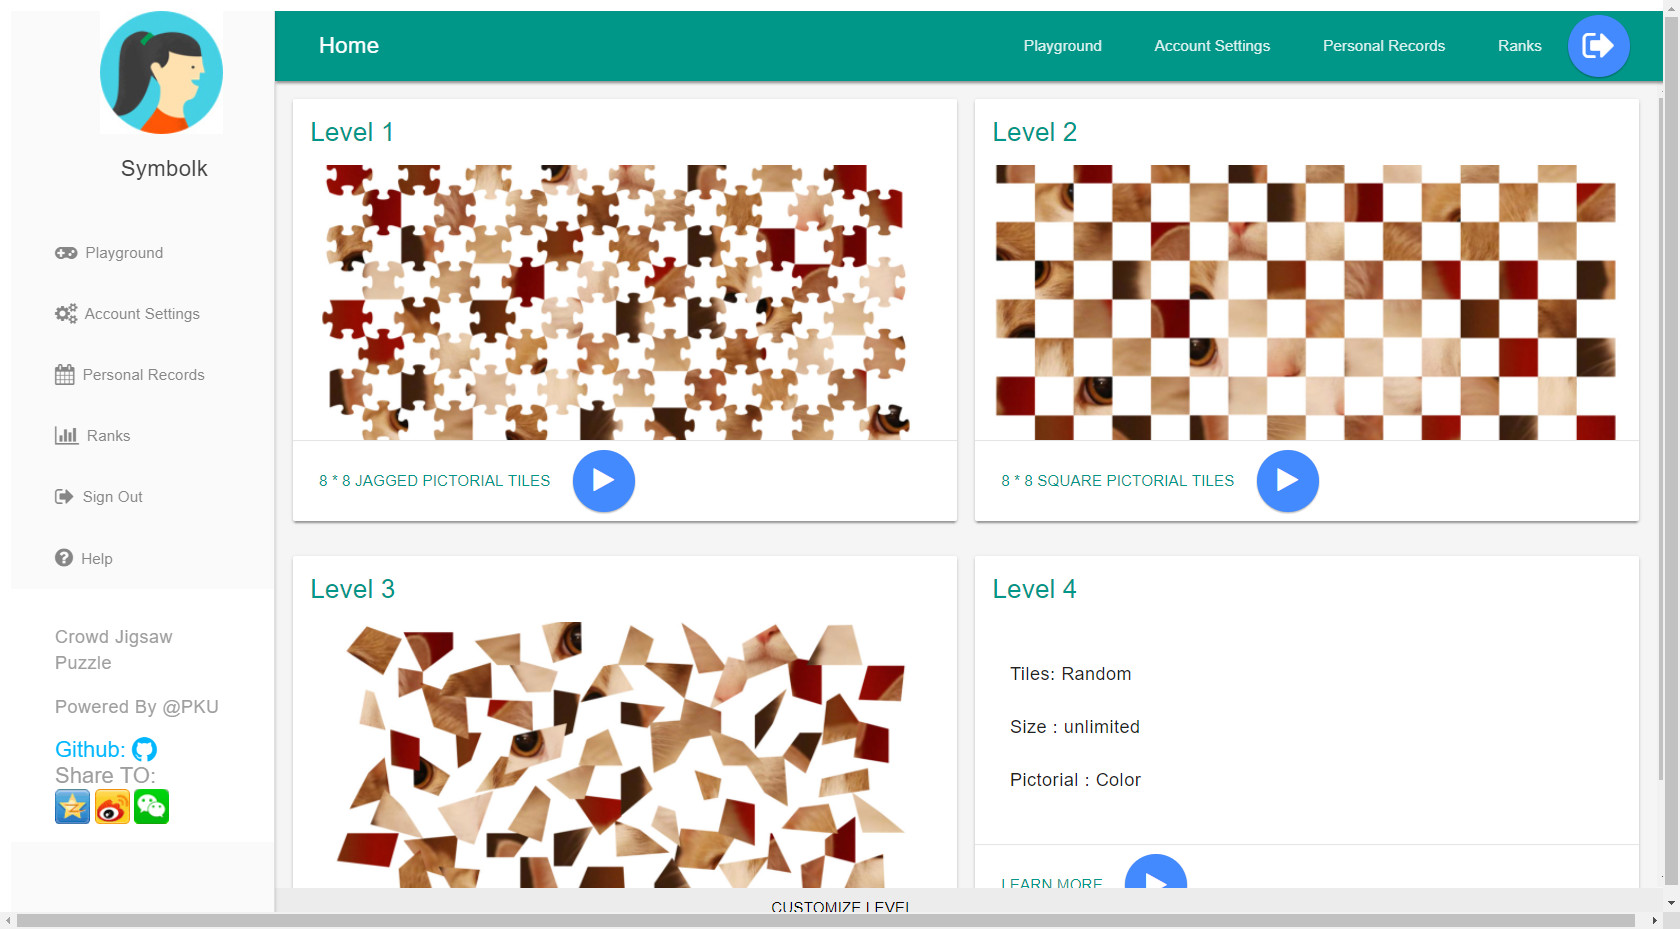 Symbolk
Playground
Account Settings
Personal Records
Ranks
Sign Out
Help
Crowd Jigsaw
Puzzle
Powered By @PKU
Github:
Share TO:
Home
Playground
Account Settings
Personal Records
Ranks
Level 1
8 * 8 JAGGED PICTORIAL TILES
Level 2
8 * 8 SQUARE PICTORIAL TILES
Level 3
Level 4
Tiles: Random
Size : unlimited
Pictorial : Color
LEARN MORE
CUSTOMIZE LEVEL